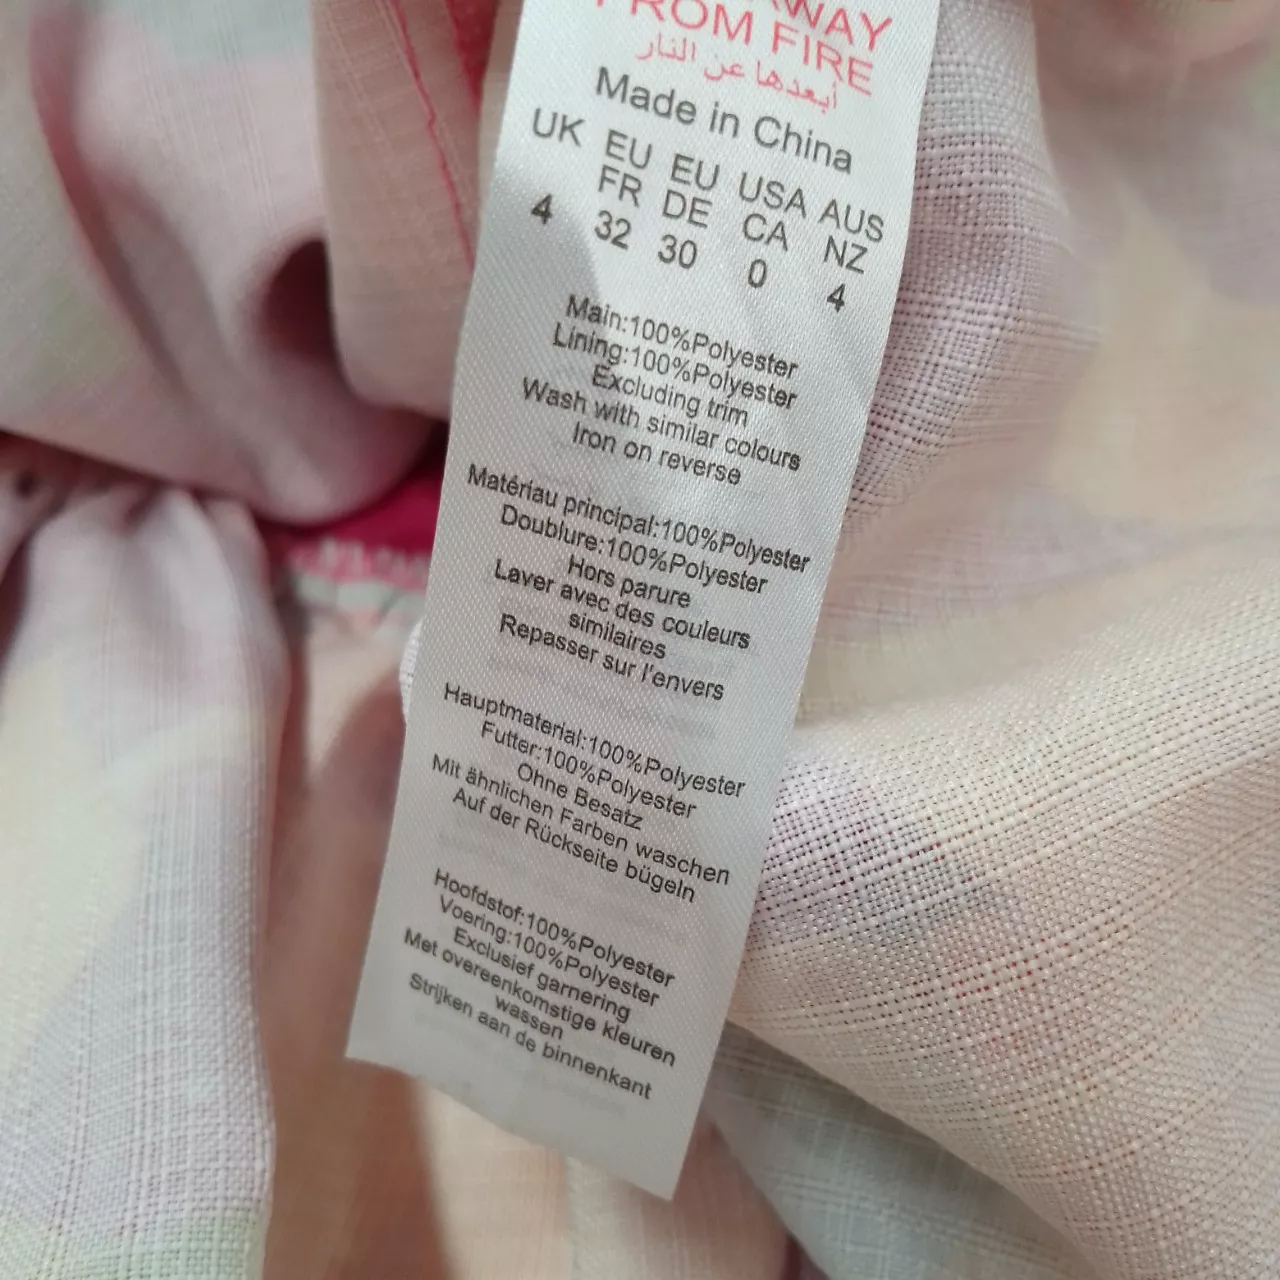 AWAY
FROM FIRE
أبعدها عن النار
Made in China
UK EU FR EU DE USA CA AUS NZ
4 32 30 0 4
Main:100%Polyester
Lining:100%Polyester
Excluding trim
Wash with similar colours
Iron on reverse
Matériau principal:100%Polyester
Doublure:100%Polyester
Hors parure
Laver avec des couleurs
similaires
Repasser sur l'envers
Hauptmaterial:100%Polyester
Futter:100%Polyester
Ohne Besatz
Mit ähnlichen Farben waschen
Auf der Rückseite bügeln
Hoofdstof:100%Polyester
Voering:100%Polyester
Exclusief garnering
Met overeenkomstige kleuren
wassen
Strijken aan de binnenkant